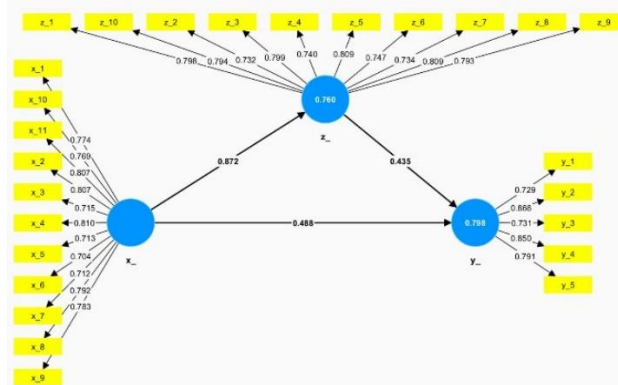 z_1 z_10 z_2 z_3 z_4 z_5 z_6 z_7 z_8 z_9
0.798 0.794 0.732 0.799 0.740 0.809 0.747 0.734 0.809 0.793
0.760
z_
x_1
x_10
x_11
x_2
x_3
x_4
x_5
x_6
x_7
x_8
x_9
0.774
0.769
0.807
0.807
0.715
0.810
0.713
0.704
0.712
0.792
0.783
x_
0.872
0.435
0.488
0.798
y_
0.729
0.866
0.731
0.850
0.791
y_1
y_2
y_3
y_4
y_5